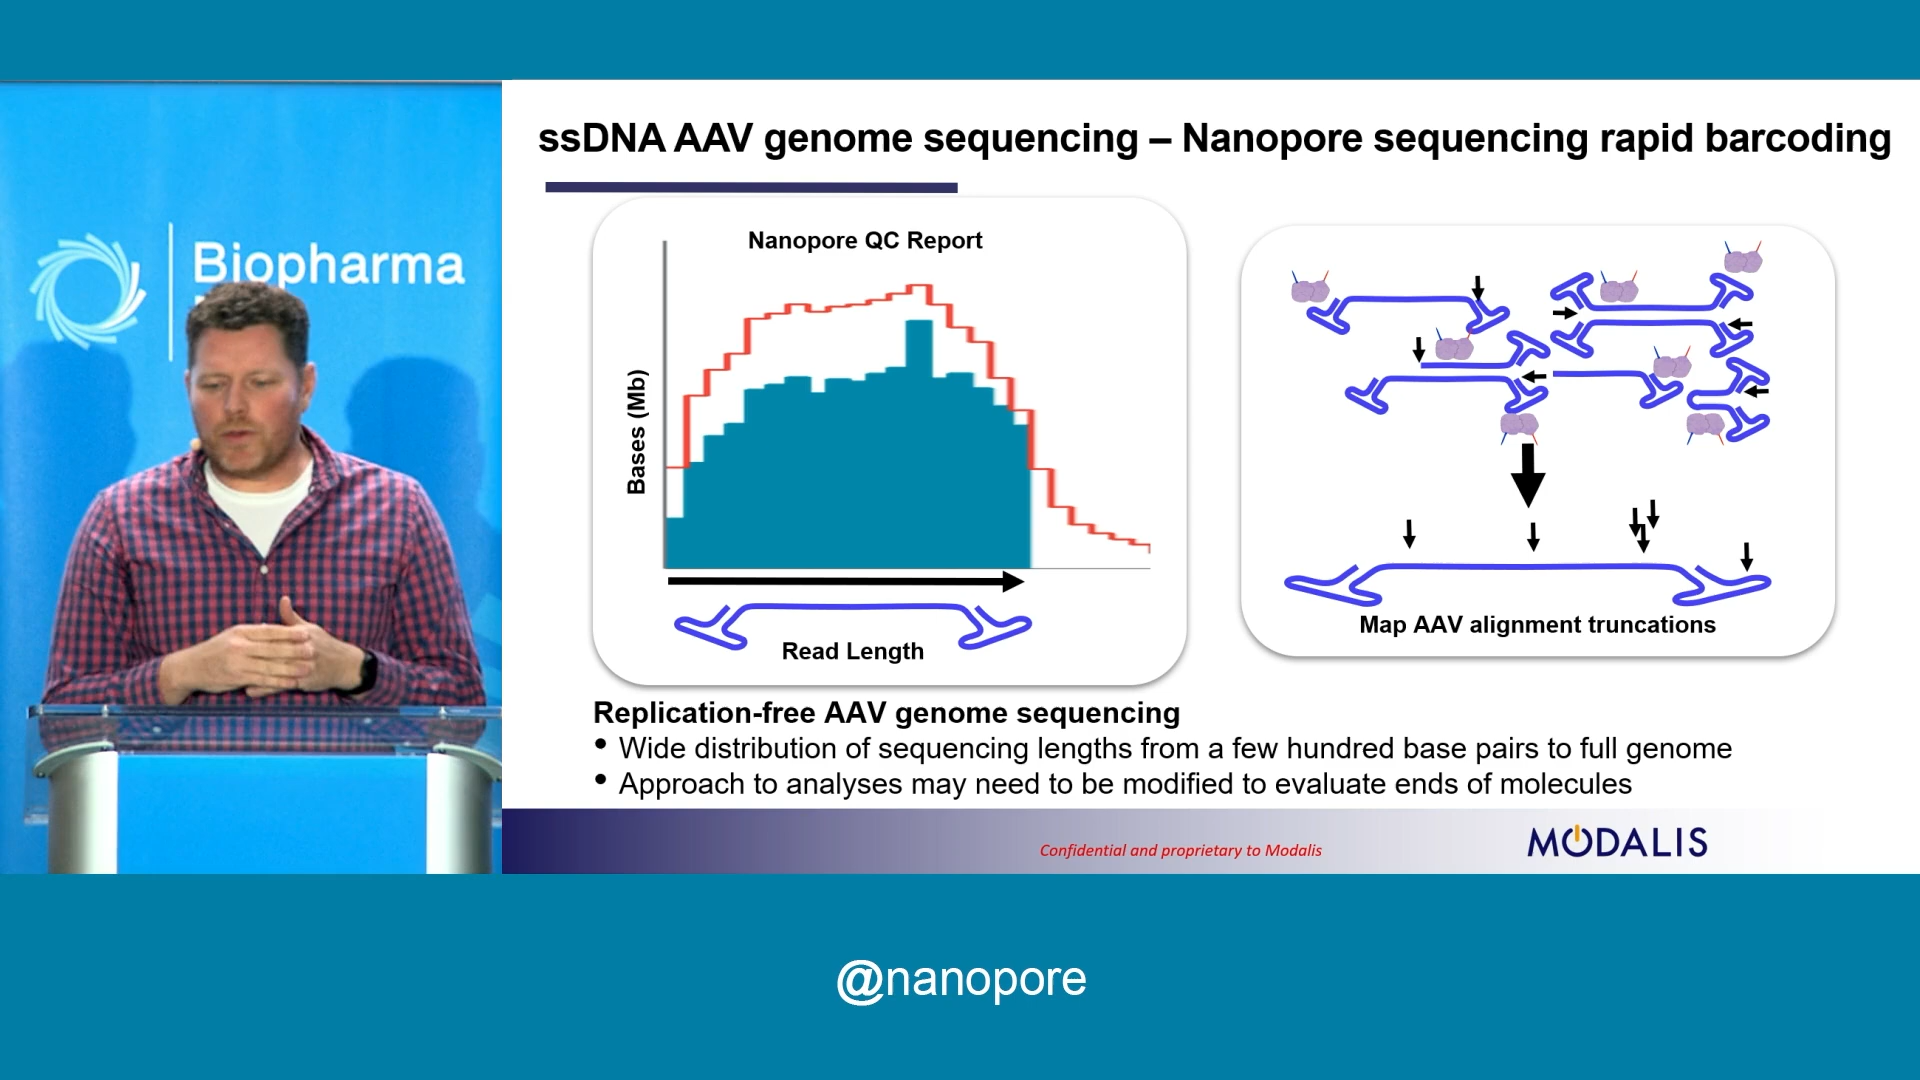 Biopharma
ssDNA AAV genome sequencing – Nanopore sequencing rapid barcoding
Nanopore QC Report
Bases (Mb)
Read Length
Map AAV alignment truncations
Replication-free AAV genome sequencing
• Wide distribution of sequencing lengths from a few hundred base pairs to full genome
• Approach to analyses may need to be modified to evaluate ends of molecules
Confidential and proprietary to Modalis
MODALIS
@nanopore